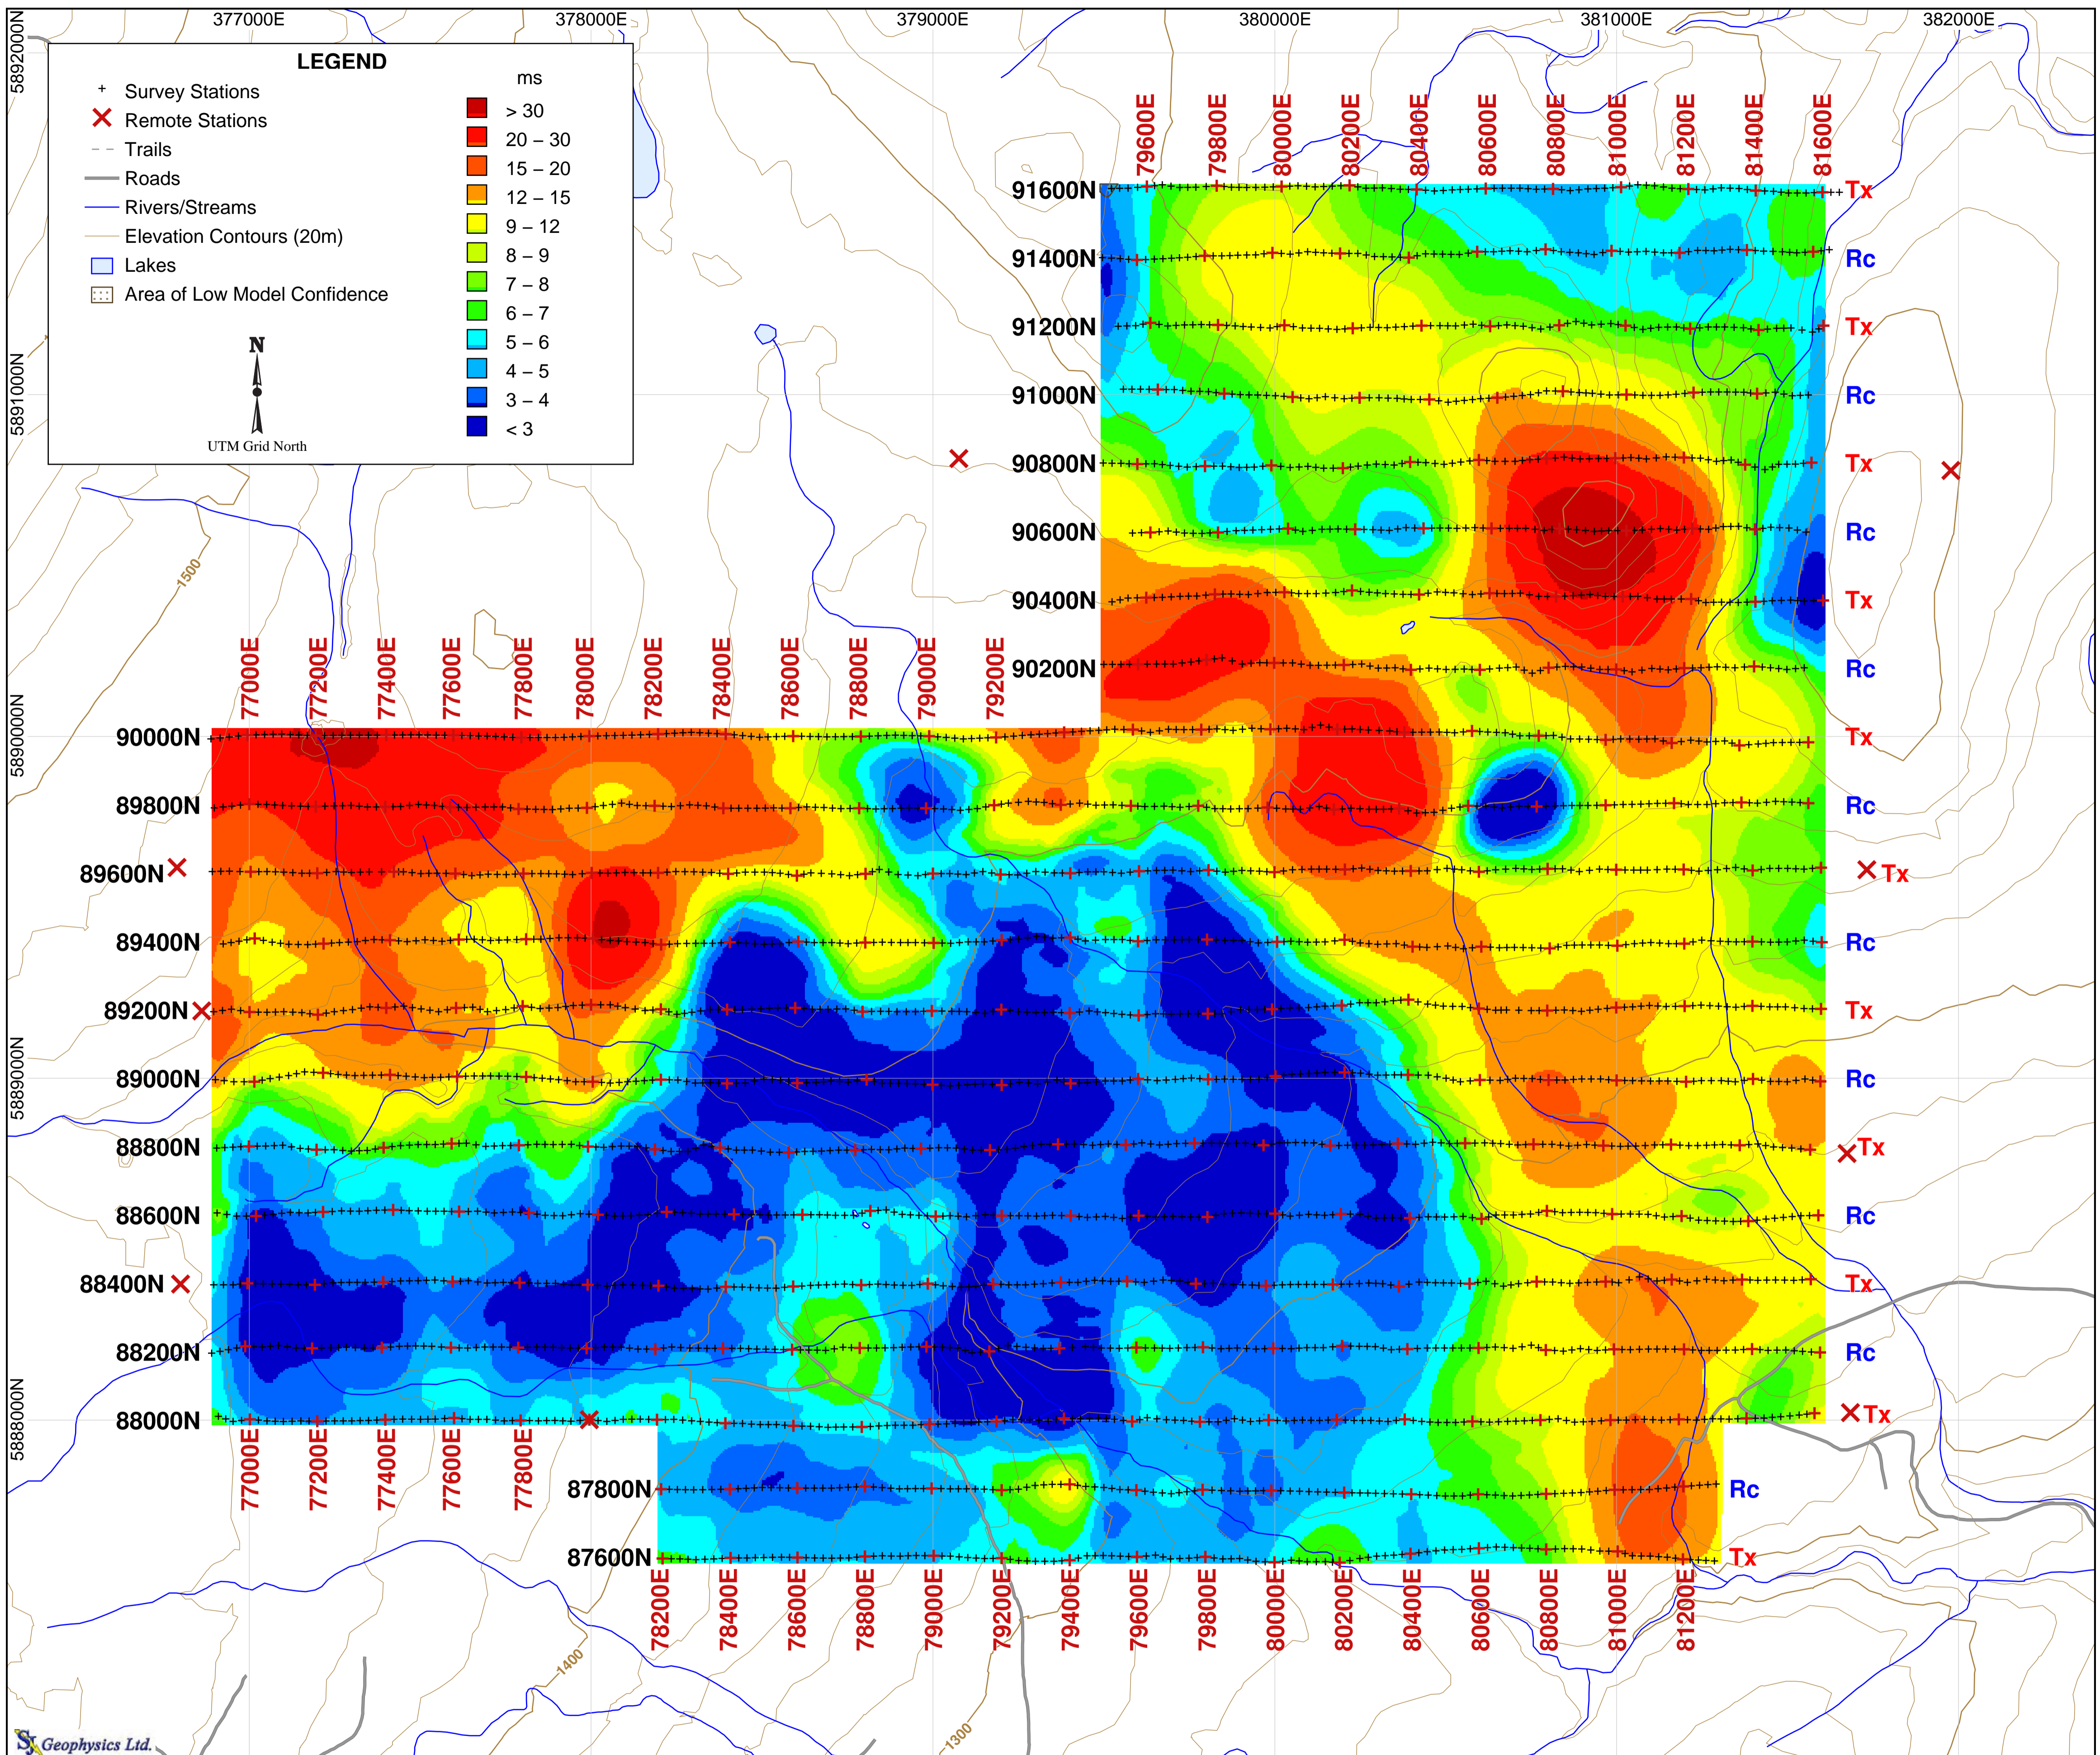 377000E 378000E 379000E 380000E 381000E 382000E
5892000N
5891000N
5890000N
5889000N
5888000N
LEGEND
ms
Survey Stations
Remote Stations
Trails
Roads
Rivers/Streams
Elevation Contours (20m)
Lakes
Area of Low Model Confidence
> 30
20 – 30
15 – 20
12 – 15
9 – 12
8 – 9
7 – 8
6 – 7
5 – 6
4 – 5
3 – 4
< 3
N
UTM Grid North
79600E 79800E 80000E 80200E 80400E 80600E 80800E 81000E 81200E 81400E 81600E
91600N Tx
91400N Rc
91200N Tx
91000N Rc
90800N Tx
90600N Rc
1500
90400N Tx
90200N Rc
77000E 77200E 77400E 77600E 77800E 78000E 78200E 78400E 78600E 78800E 79000E 79200E
90000N Tx
89800N Rc
89600N Tx
89400N Rc
89200N Tx
89000N Rc
88800N Tx
88600N Rc
88400N Tx
88200N Rc
88000N Tx
77000E 77200E 77400E 77600E 77800E
87800N Rc
87600N Tx
78200E 78400E 78600E 78800E 79000E 79200E 79400E 79600E 79800E 80000E 80200E 80400E 80600E 80800E 81000E 81200E
1400
1300
SJ Geophysics Ltd.